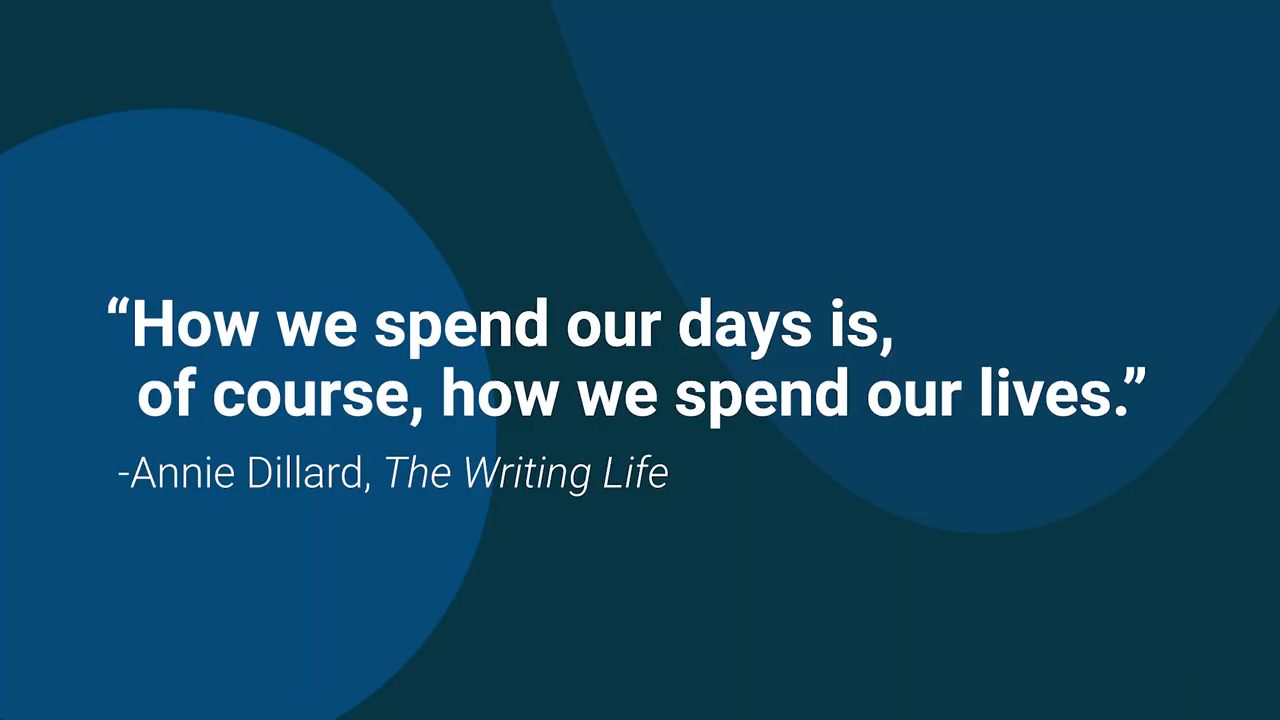 “How we spend our days is,
of course, how we spend our lives.”
-Annie Dillard, The Writing Life